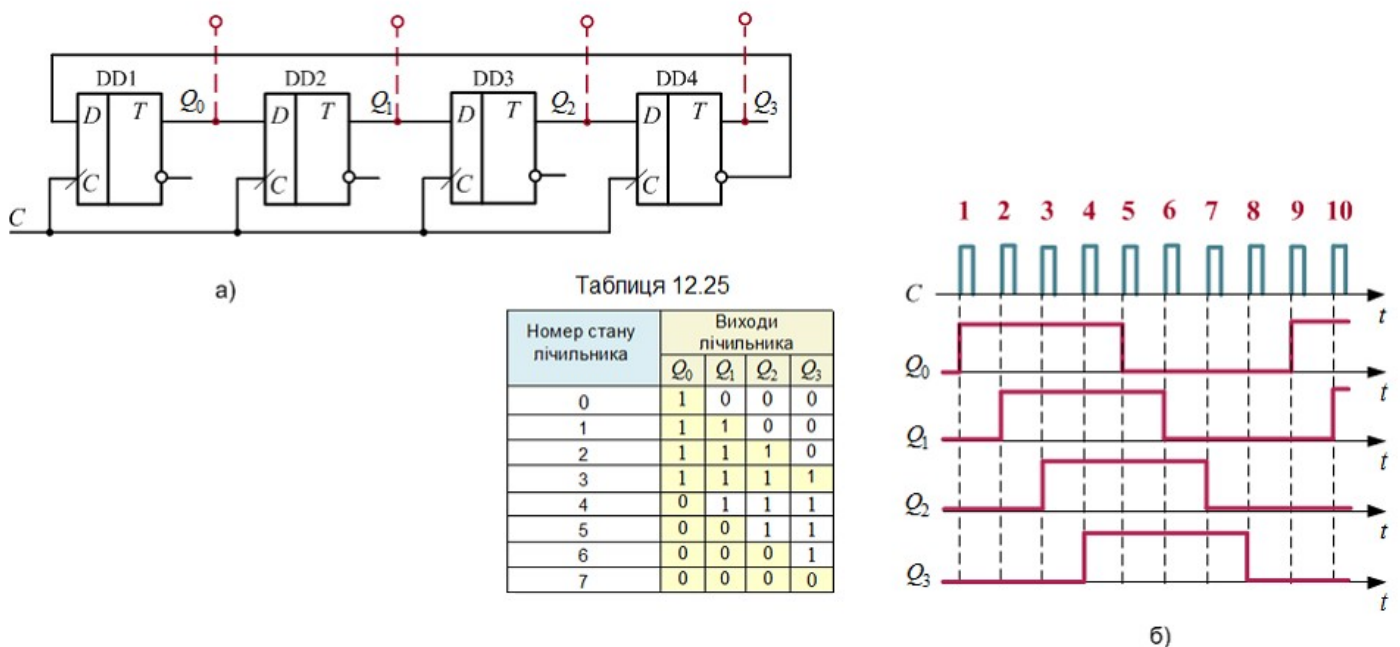 DD1 DD2 DD3 DD4
D T Q₀ D T Q₁ D T Q₂ D T Q₃
C C C C
C
а)
Таблиця 12.25
Номер стану лічильника
Виходи лічильника
Q₀ Q₁ Q₂ Q₃
0 1 0 0 0
1 1 1 0 0
2 1 1 1 0
3 1 1 1 1
4 0 1 1 1
5 0 0 1 1
6 0 0 0 1
7 0 0 0 0
1 2 3 4 5 6 7 8 9 10
C t
Q₀ t
Q₁ t
Q₂ t
Q₃ t
б)